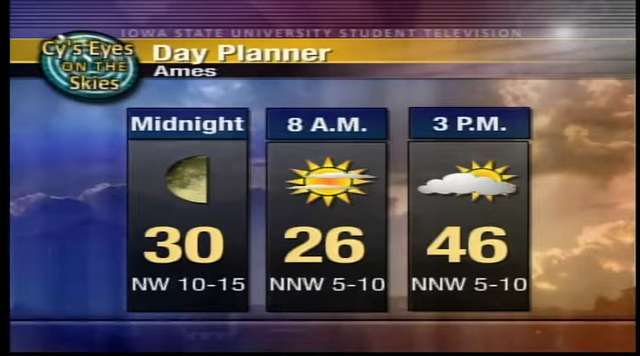 IOWA STATE UNIVERSITY STUDENT TELEVISION
Cy's Eyes
ON THE
Skies
Day Planner
Ames
Midnight
30
NW 10-15
8 A.M.
26
NNW 5-10
3 P.M.
46
NNW 5-10